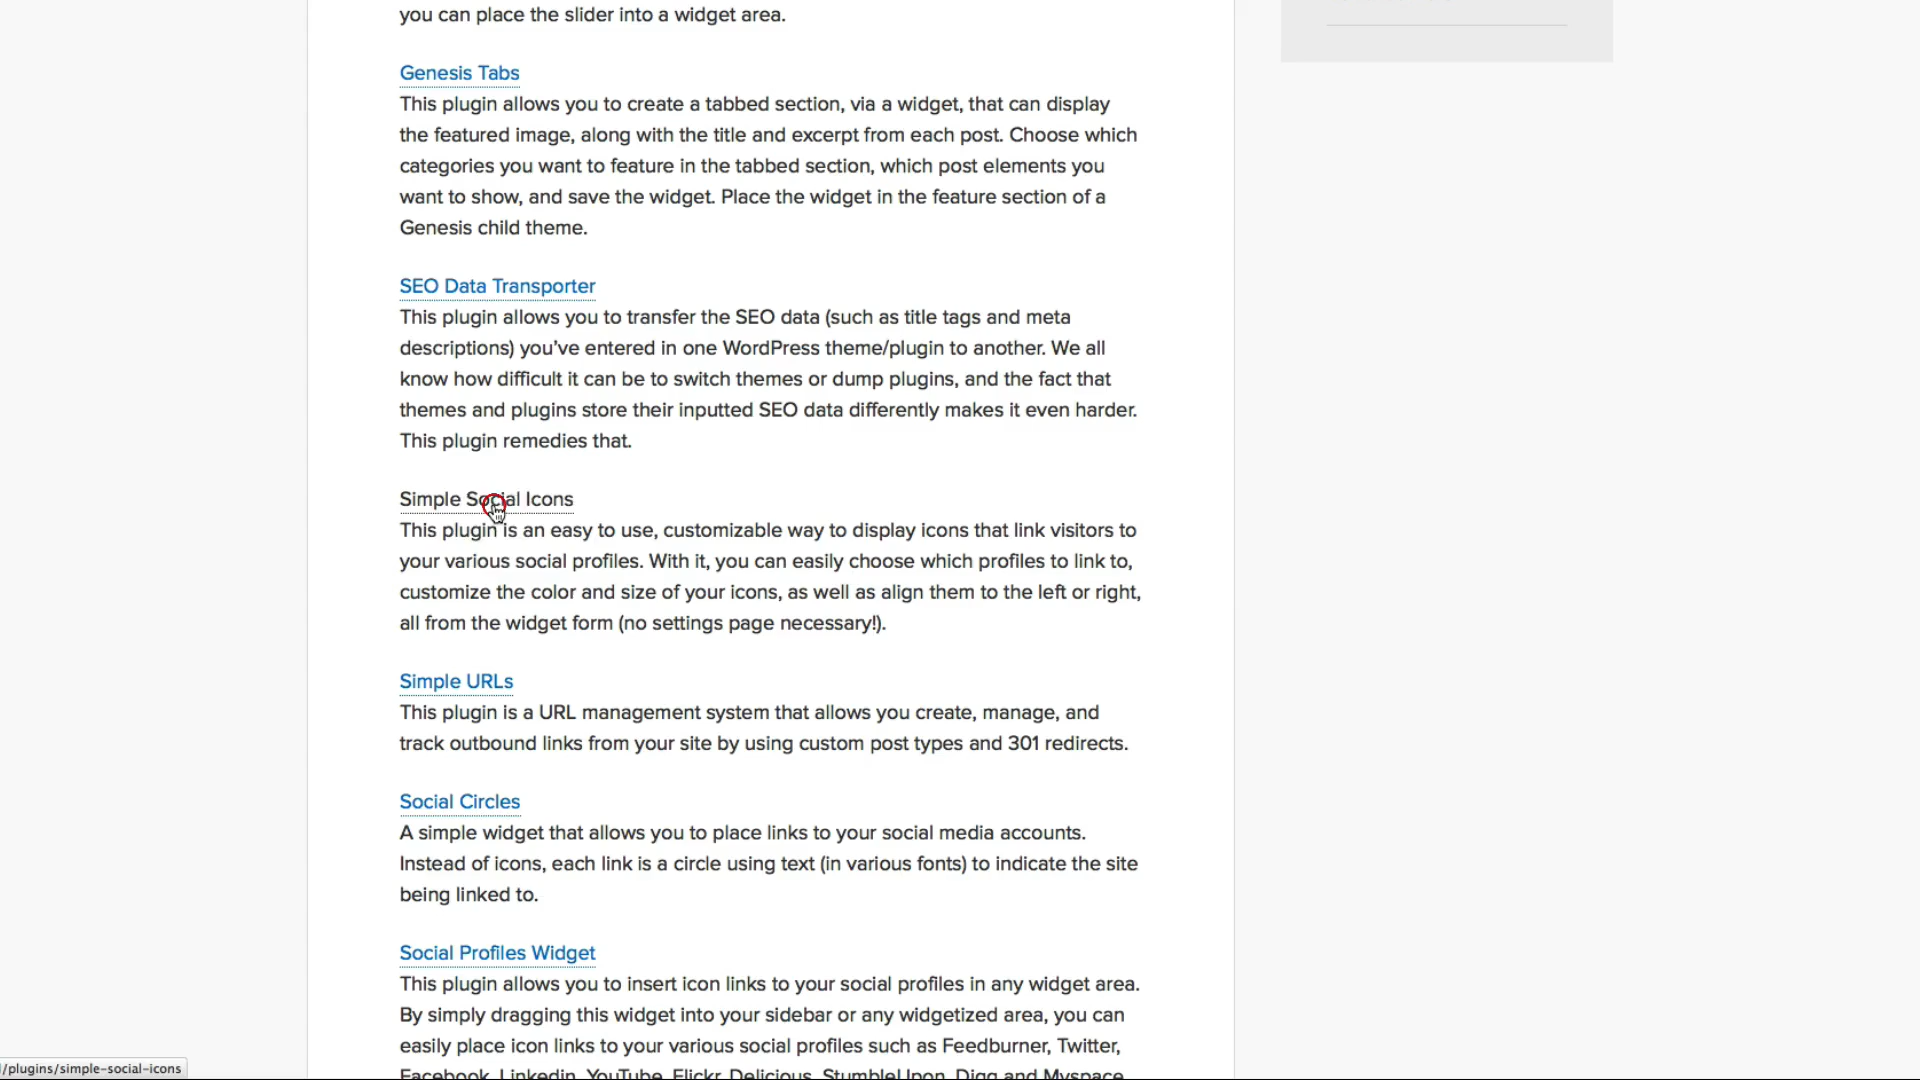 you can place the slider into a widget area.
Genesis Tabs
This plugin allows you to create a tabbed section, via a widget, that can display
the featured image, along with the title and excerpt from each post. Choose which
categories you want to feature in the tabbed section, which post elements you
want to show, and save the widget. Place the widget in the feature section of a
Genesis child theme.
SEO Data Transporter
This plugin allows you to transfer the SEO data (such as title tags and meta
descriptions) you’ve entered in one WordPress theme/plugin to another. We all
know how difficult it can be to switch themes or dump plugins, and the fact that
themes and plugins store their inputted SEO data differently makes it even harder.
This plugin remedies that.
Simple Social Icons
This plugin is an easy to use, customizable way to display icons that link visitors to
your various social profiles. With it, you can easily choose which profiles to link to,
customize the color and size of your icons, as well as align them to the left or right,
all from the widget form (no settings page necessary!).
Simple URLs
This plugin is a URL management system that allows you create, manage, and
track outbound links from your site by using custom post types and 301 redirects.
Social Circles
A simple widget that allows you to place links to your social media accounts.
Instead of icons, each link is a circle using text (in various fonts) to indicate the site
being linked to.
Social Profiles Widget
This plugin allows you to insert icon links to your social profiles in any widget area.
By simply dragging this widget into your sidebar or any widgetized area, you can
easily place icon links to your various social profiles such as Feedburner, Twitter,
Facebook, Linkedin, YouTube, Flickr, Delicious, StumbleUpon, Digg and Myspace
/plugins/simple-social-icons